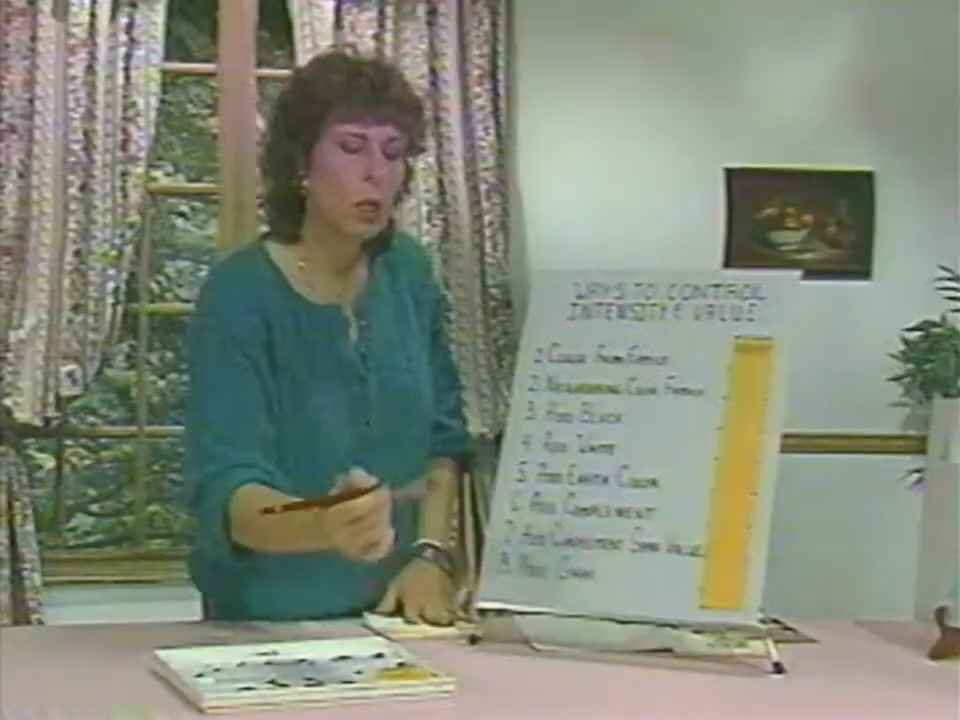 WAYS TO CONTROL
INTENSITY & VALUE
1. COLOR FROM FAMILY
2. NEIGHBORING COLOR FAMILY
3. ADD BLACK
4. ADD WHITE
5. ADD EARTH COLOR
6. ADD COMPLEMENT
7. ADD COMPLEMENT SAME VALUE
8. ADD GRAY